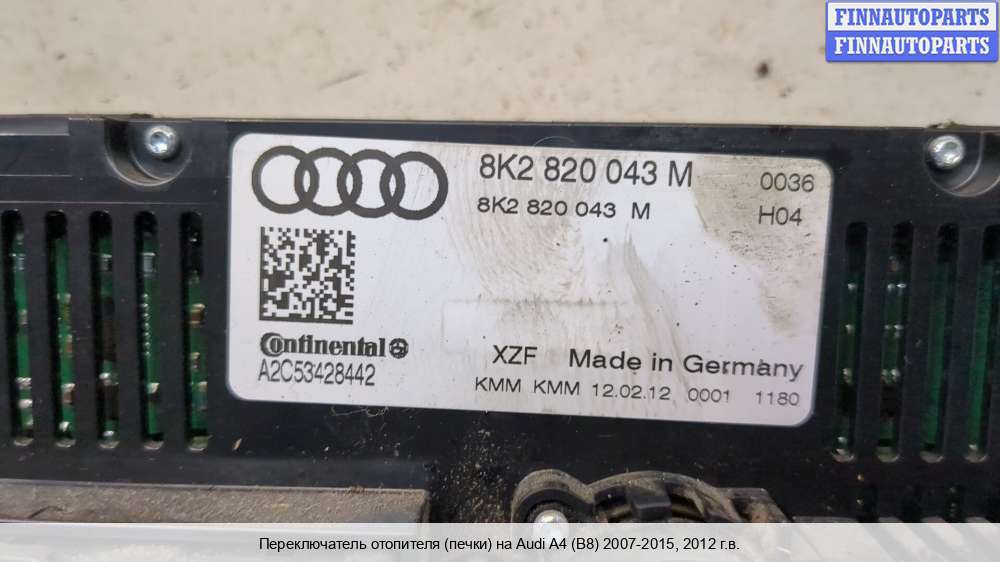 FINNAUTOPARTS
FINNAUTOPARTS
8K2 820 043 M 0036
8K2 820 043 M H04
Continental
A2C53428442
XZF Made in Germany
KMM KMM 12.02.12 0001 1180
Переключатель отопителя (печки) на Audi A4 (B8) 2007-2015, 2012 г.в.